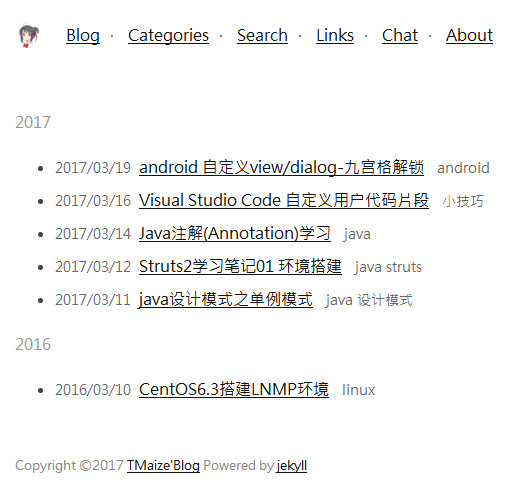 Blog · Categories · Search · Links · Chat · About
2017
2017/03/19 android 自定义view/dialog-九宫格解锁 android
2017/03/16 Visual Studio Code 自定义用户代码片段 小技巧
2017/03/14 Java注解(Annotation)学习 java
2017/03/12 Struts2学习笔记01 环境搭建 java struts
2017/03/11 java设计模式之单例模式 java 设计模式
2016
2016/03/10 CentOS6.3搭建LNMP环境 linux
Copyright ©2017 TMaize'Blog Powered by jekyll